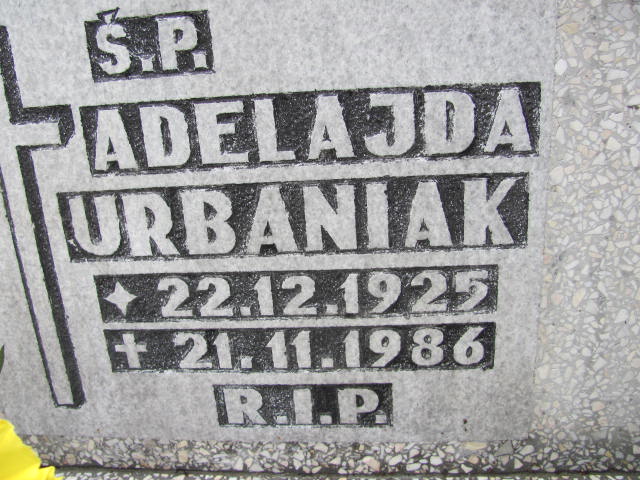 Ś.P.
ADELAJDA
URBANIAK
✦ 22.12.1925
+ 21.11.1986
R.I.P.